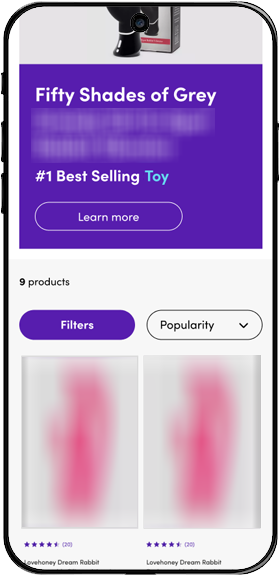 Fifty Shades of Grey
#1 Best Selling Toy
Learn more
9 products
Filters
Popularity
(20)
(20)
Lovehoney Dream Rabbit
Lovehoney Dream Rabbit